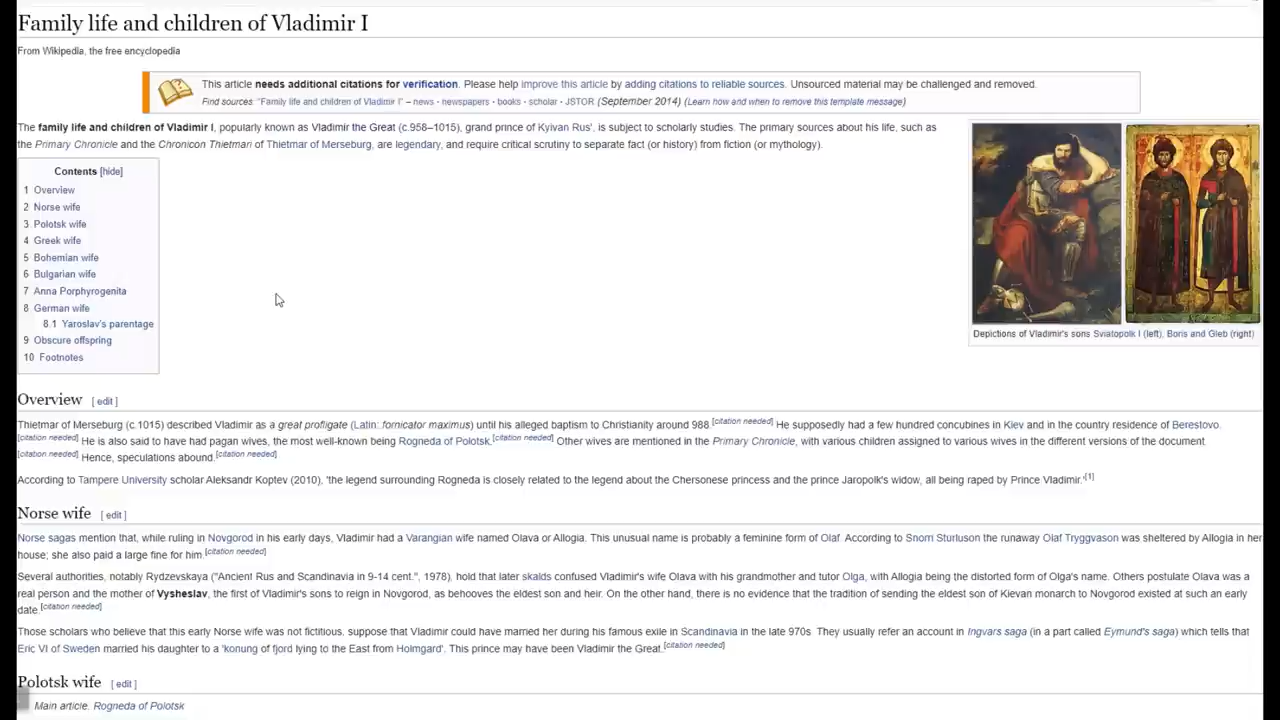 Family life and children of Vladimir I
From Wikipedia, the free encyclopedia
This article needs additional citations for verification. Please help improve this article by adding citations to reliable sources. Unsourced material may be challenged and removed.
Find sources: "Family life and children of Vladimir I" – news · newspapers · books · scholar · JSTOR (September 2014) (Learn how and when to remove this template message)
The family life and children of Vladimir I, popularly known as Vladimir the Great (c.958–1015), grand prince of Kyivan Rus', is subject to scholarly studies. The primary sources about his life, such as
the Primary Chronicle and the Chronicon Thietmari of Thietmar of Merseburg, are legendary, and require critical scrutiny to separate fact (or history) from fiction (or mythology).
Contents [hide]
1 Overview
2 Norse wife
3 Polotsk wife
4 Greek wife
5 Bohemian wife
6 Bulgarian wife
7 Anna Porphyrogenita
8 German wife
8.1 Yaroslav's parentage
9 Obscure offspring
10 Footnotes
Depictions of Vladimir's sons Sviatopolk I (left), Boris and Gleb (right)
Overview [ edit ]
Thietmar of Merseburg (c.1015) described Vladimir as a great profligate (Latin: fornicator maximus) until his alleged baptism to Christianity around 988.[citation needed] He supposedly had a few hundred concubines in Kiev and in the country residence of Berestovo.
[citation needed] He is also said to have had pagan wives, the most well-known being Rogneda of Polotsk.[citation needed] Other wives are mentioned in the Primary Chronicle, with various children assigned to various wives in the different versions of the document.
[citation needed] Hence, speculations abound.[citation needed]
According to Tampere University scholar Aleksandr Koptev (2010), 'the legend surrounding Rogneda is closely related to the legend about the Chersonese princess and the prince Jaropolk's widow, all being raped by Prince Vladimir.'[1]
Norse wife [ edit ]
Norse sagas mention that, while ruling in Novgorod in his early days, Vladimir had a Varangian wife named Olava or Allogia. This unusual name is probably a feminine form of Olaf. According to Snorri Sturluson the runaway Olaf Tryggvason was sheltered by Allogia in her
house; she also paid a large fine for him.[citation needed]
Several authorities, notably Rydzevskaya ("Ancient Rus and Scandinavia in 9-14 cent.", 1978), hold that later skalds confused Vladimir's wife Olava with his grandmother and tutor Olga, with Allogia being the distorted form of Olga's name. Others postulate Olava was a
real person and the mother of Vysheslav, the first of Vladimir's sons to reign in Novgorod, as behooves the eldest son and heir. On the other hand, there is no evidence that the tradition of sending the eldest son of Kievan monarch to Novgorod existed at such an early
date.[citation needed]
Those scholars who believe that this early Norse wife was not fictitious, suppose that Vladimir could have married her during his famous exile in Scandinavia in the late 970s. They usually refer an account in Ingvars saga (in a part called Eymund's saga) which tells that
Eric VI of Sweden married his daughter to a 'konung of fjord lying to the East from Holmgard'. This prince may have been Vladimir the Great.[citation needed]
Polotsk wife [ edit ]
Main article: Rogneda of Polotsk